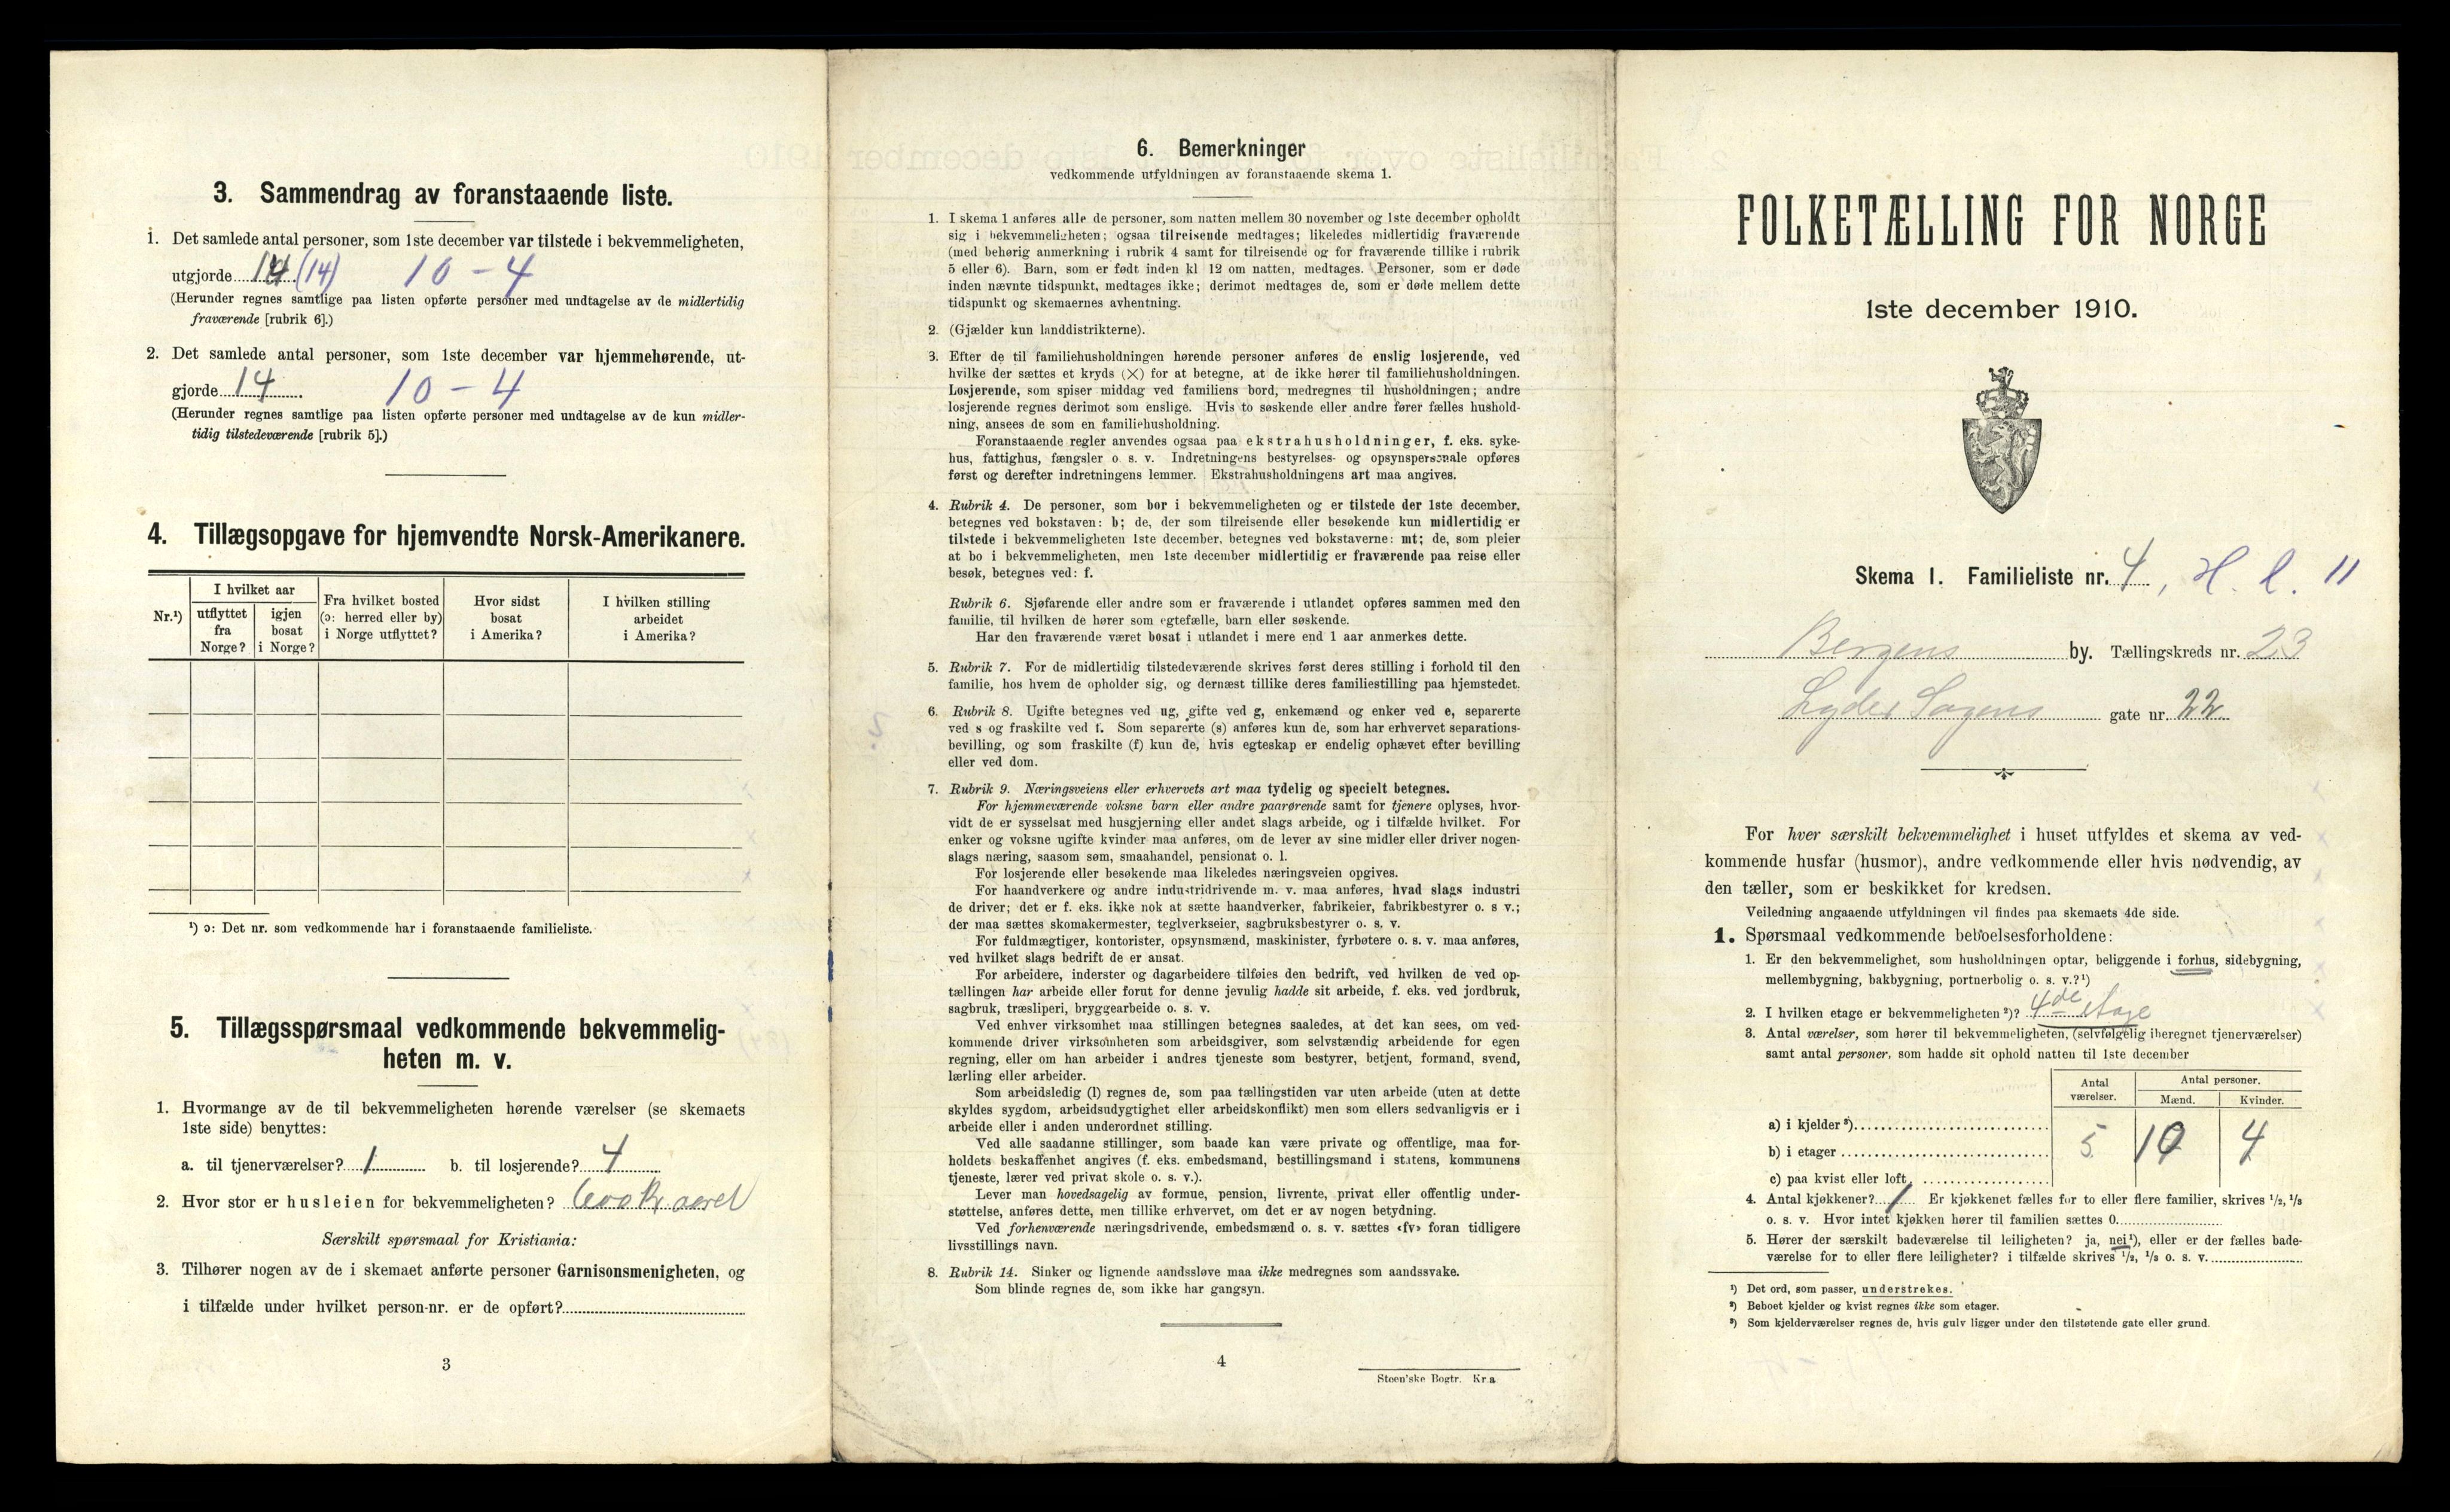 3. Sammendrag av foranstaaende liste.
1. Det samlede antal personer, som 1ste december var tilstede i bekvemmeligheten,
utgjorde 14 (14) 10 - 4
(Herunder regnes samtlige paa listen opførte personer med undtagelse av de midlertidig
fraværende [rubrik 6].)
2. Det samlede antal personer, som 1ste december var hjemmehørende, ut-
gjorde 14. 10 - 4
(Herunder regnes samtlige paa listen opførte personer med undtagelse av de kun midler-
tidig tilstedeværende [rubrik 5].)
4. Tillægsopgave for hjemvendte Norsk-Amerikanere.
Nr.¹)
I hvilket aar
utflyttet fra Norge?
igjen bosat i Norge?
Fra hvilket bosted (ɔ: herred eller by) i Norge utflyttet?
Hvor sidst bosat i Amerika?
I hvilken stilling arbeidet i Amerika?
¹) ɔ: Det nr. som vedkommende har i foranstaaende familieliste.
5. Tillægsspørsmaal vedkommende bekvemmelig-
heten m. v.
1. Hvormange av de til bekvemmeligheten hørende værelser (se skemaets
1ste side) benyttes:
a. til tjenerværelser? 1 b. til losjerende? 4
2. Hvor stor er husleien for bekvemmeligheten? 600 Kr. aaret
Særskilt spørsmaal for Kristiania:
3. Tilhører nogen av de i skemaet anførte personer Garnisonsmenigheten, og
i tilfælde under hvilket person-nr. er de opført?
3
6. Bemerkninger
vedkommende utfyldningen av foranstaaende skema 1.
1. I skema 1 anføres alle de personer, som natten mellem 30 november og 1ste december opholdt
sig i bekvemmeligheten; ogsaa tilreisende medtages; likeledes midlertidig fraværende
(med behørig anmerkning i rubrik 4 samt for tilreisende og for fraværende tillike i rubrik
5 eller 6). Barn, som er født inden kl 12 om natten, medtages. Personer, som er døde
inden nævnte tidspunkt, medtages ikke; derimot medtages de, som er døde mellem dette
tidspunkt og skemaernes avhentning.
2. (Gjælder kun landdistrikterne).
3. Efter de til familiehusholdningen hørende personer anføres de enslig losjerende, ved
hvilke der sættes et kryds (×) for at betegne, at de ikke hører til familiehusholdningen.
Losjerende, som spiser middag ved familiens bord, medregnes til husholdningen; andre
losjerende regnes derimot som enslige. Hvis to søskende eller andre fører fælles hushold-
ning, ansees de som en familiehusholdning.
Foranstaaende regler anvendes ogsaa paa ekstrahusholdninger, f. eks. syke-
hus, fattighus, fængsler o. s. v. Indretningens bestyrelses- og opsynspersonale opføres
først og derefter indretningens lemmer. Ekstrahusholdningens art maa angives.
4. Rubrik 4. De personer, som bor i bekvemmeligheten og er tilstede der 1ste december,
betegnes ved bokstaven: b; de, der som tilreisende eller besøkende kun midlertidig er
tilstede i bekvemmeligheten 1ste december, betegnes ved bokstaverne: mt; de, som pleier
at bo i bekvemmeligheten, men 1ste december midlertidig er fraværende paa reise eller
besøk, betegnes ved: f.
Rubrik 6. Sjøfarende eller andre som er fraværende i utlandet opføres sammen med den
familie, til hvilken de hører som egtefælle, barn eller søskende.
Har den fraværende været bosat i utlandet i mere end 1 aar anmerkes dette.
5. Rubrik 7. For de midlertidig tilstedeværende skrives først deres stilling i forhold til den
familie, hos hvem de opholder sig, og dernæst tillike deres familiestilling paa hjemstedet.
6. Rubrik 8. Ugifte betegnes ved ug, gifte ved g, enkemænd og enker ved e, separerte
ved s og fraskilte ved f. Som separerte (s) anføres kun de, som har erhvervet separations-
bevilling, og som fraskilte (f) kun de, hvis egteskap er endelig ophævet efter bevilling
eller ved dom.
7. Rubrik 9. Næringsveiens eller erhvervets art maa tydelig og specielt betegnes.
For hjemmeværende voksne barn eller andre paarørende samt for tjenere oplyses, hvor-
vidt de er sysselsat med husgjerning eller andet slags arbeide, og i tilfælde hvilket. For
enker og voksne ugifte kvinder maa anføres, om de lever av sine midler eller driver nogen-
slags næring, saasom søm, smaahandel, pensionat o. l.
For losjerende eller besøkende maa likeledes næringsveien opgives.
For haandverkere og andre industridrivende m. v. maa anføres, hvad slags industri
de driver; det er f. eks. ikke nok at sætte haandverker, fabrikeier, fabrikbestyrer o. s v.;
der maa sættes skomakermester, teglverkseier, sagbruksbestyrer o. s. v.
For fuldmægtiger, kontorister, opsynsmænd, maskinister, fyrbøtere o. s. v. maa anføres,
ved hvilket slags bedrift de er ansat.
For arbeidere, inderster og dagarbeidere tilføies den bedrift, ved hvilken de ved op-
tællingen har arbeide eller forut for denne jevnlig hadde sit arbeide, f. eks. ved jordbruk,
sagbruk, træsliperi, bryggearbeide o. s. v.
Ved enhver virksomhet maa stillingen betegnes saaledes, at det kan sees, om ved-
kommende driver virksomheten som arbeidsgiver, som selvstændig arbeidende for egen
regning, eller om han arbeider i andres tjeneste som bestyrer, betjent, formand, svend,
lærling eller arbeider.
Som arbeidsledig (l) regnes de, som paa tællingstiden var uten arbeide (uten at dette
skyldes sygdom, arbeidsudygtighet eller arbeidskonflikt) men som ellers sedvanligvis er i
arbeide eller i anden underordnet stilling.
Ved alle saadanne stillinger, som baade kan være private og offentlige, maa for-
holdets beskaffenhet angives (f. eks. embedsmand, bestillingsmand i statens, kommunens
tjeneste, lærer ved privat skole o. s. v.).
Lever man hovedsagelig av formue, pension, livrente, privat eller offentlig under-
støttelse, anføres dette, men tillike erhvervet, om det er av nogen betydning.
Ved forhenværende næringsdrivende, embedsmænd o. s. v. sættes «fv» foran tidligere
livsstillings navn.
8. Rubrik 14. Sinker og lignende aandssløve maa ikke medregnes som aandssvake.
Som blinde regnes de, som ikke har gangsyn.
4
Steen'ske Bogtr. Kr.a
FOLKETÆLLING FOR NORGE
1ste december 1910.
Skema 1. Familieliste nr. 4, H. l. 11
Bergens by. Tællingskreds nr. 23
Lyder Sagens gate nr. 22
For hver særskilt bekvemmelighet i huset utfyldes et skema av ved-
kommende husfar (husmor), andre vedkommende eller hvis nødvendig, av
den tæller, som er beskikket for kredsen.
Veiledning angaaende utfyldningen vil findes paa skemaets 4de side.
1. Spørsmaal vedkommende beboelsesforholdene:
1. Er den bekvemmelighet, som husholdningen optar, beliggende i forhus, sidebygning,
mellembygning, bakbygning, portnerbolig o. s. v.?¹)
2. I hvilken etage er bekvemmeligheten ²)? 4de etage
3. Antal værelser, som hører til bekvemmeligheten, (selvfølgelig iberegnet tjenerværelser)
samt antal personer, som hadde sit ophold natten til 1ste december
Antal værelser.
Antal personer.
Mænd. Kvinder.
a) i kjelder ³)
b) i etager 5 10 4
c) paa kvist eller loft
4. Antal kjøkkener? 1 Er kjøkkenet fælles for to eller flere familier, skrives ¹/₂, ¹/₃
o. s. v. Hvor intet kjøkken hører til familien sættes 0.
5. Hører der særskilt badeværelse til leiligheten? ja, nei ¹), eller er der fælles bade-
værelse for to eller flere leiligheter? i tilfælde skrives ¹/₂, ¹/₃ o. s. v.
¹) Det ord, som passer, understrekes.
²) Beboet kjelder og kvist regnes ikke som etager.
³) Som kjelderværelser regnes de, hvis gulv ligger under den tilstøtende gate eller grund.